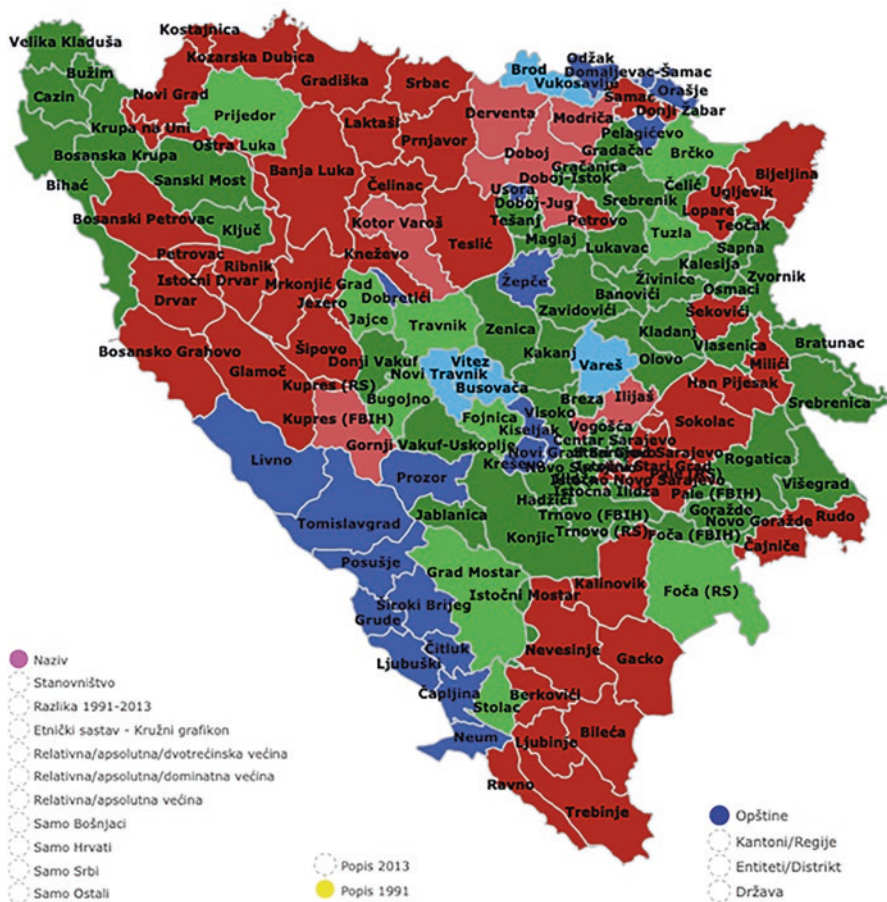 Velika Kladuša
Bužim
Cazin
Bihać
Bosanska Krupa
Krupa na Uni
Novi Grad
Kostajnica
Kozarska Dubica
Prijedor
Oštra Luka
Sanski Most
Bosanski Petrovac
Ključ
Petrovac
Ribnik
Istočni Drvar
Drvar
Bosansko Grahovo
Glamoč
Gradiška
Srbac
Laktaši
Prnjavor
Banja Luka
Čelinac
Kotor Varoš
Kneževo
Teslić
Mrkonjić Grad
Jezero
Dobretići
Jajce
Šipovo
Donji Vakuf
Kupres (RS)
Kupres (FBIH)
Bugojno
Gornji Vakuf-Uskoplje
Travnik
Novi Travnik
Vitez
Busovača
Fojnica
Kiseljak
Zenica
Kakanj
Vareš
Breza
Visoko
Ilijaš
Vogošća
Brod
Vukosavlje
Odžak
Domaljevac-Šamac
Šamac
Orašje
Donji Žabar
Pelagićevo
Derventa
Modriča
Doboj
Gradačac
Gračanica
Doboj-Istok
Brčko
Usora
Doboj-Jug
Tešanj
Maglaj
Petrovo
Srebrenik
Čelić
Lopare
Ugljevik
Bijeljina
Teočak
Tuzla
Lukavac
Sapna
Kalesija
Živinice
Zvornik
Osmaci
Banovići
Žepče
Zavidovići
Šekovići
Kladanj
Vlasenica
Olovo
Bratunac
Milići
Han Pijesak
Srebrenica
Sokolac
Centar Sarajevo
Istočni Stari Grad
Istočno Novo Sarajevo
Istočna Ilidža
Pale (RS)
Pale (FBIH)
Rogatica
Višegrad
Goražde
Novo Goražde
Rudo
Čajniče
Foča (FBIH)
Foča (RS)
Hadžići
Trnovo (FBIH)
Trnovo (RS)
Kalinovik
Konjic
Jablanica
Prozor
Livno
Tomislavgrad
Posušje
Široki Brijeg
Grude
Ljubuški
Čitluk
Čapljina
Grad Mostar
Istočni Mostar
Nevesinje
Gacko
Stolac
Berkovići
Bileća
Neum
Ljubinje
Ravno
Trebinje
Naziv
Stanovništvo
Razlika 1991-2013
Etnički sastav - Kružni grafikon
Relativna/apsolutna/dvotrećinska većina
Relativna/apsolutna/dominatna većina
Relativna/apsolutna većina
Samo Bošnjaci
Samo Hrvati
Samo Srbi
Samo Ostali
Popis 2013
Popis 1991
Opštine
Kantoni/Regije
Entiteti/Distrikt
Država